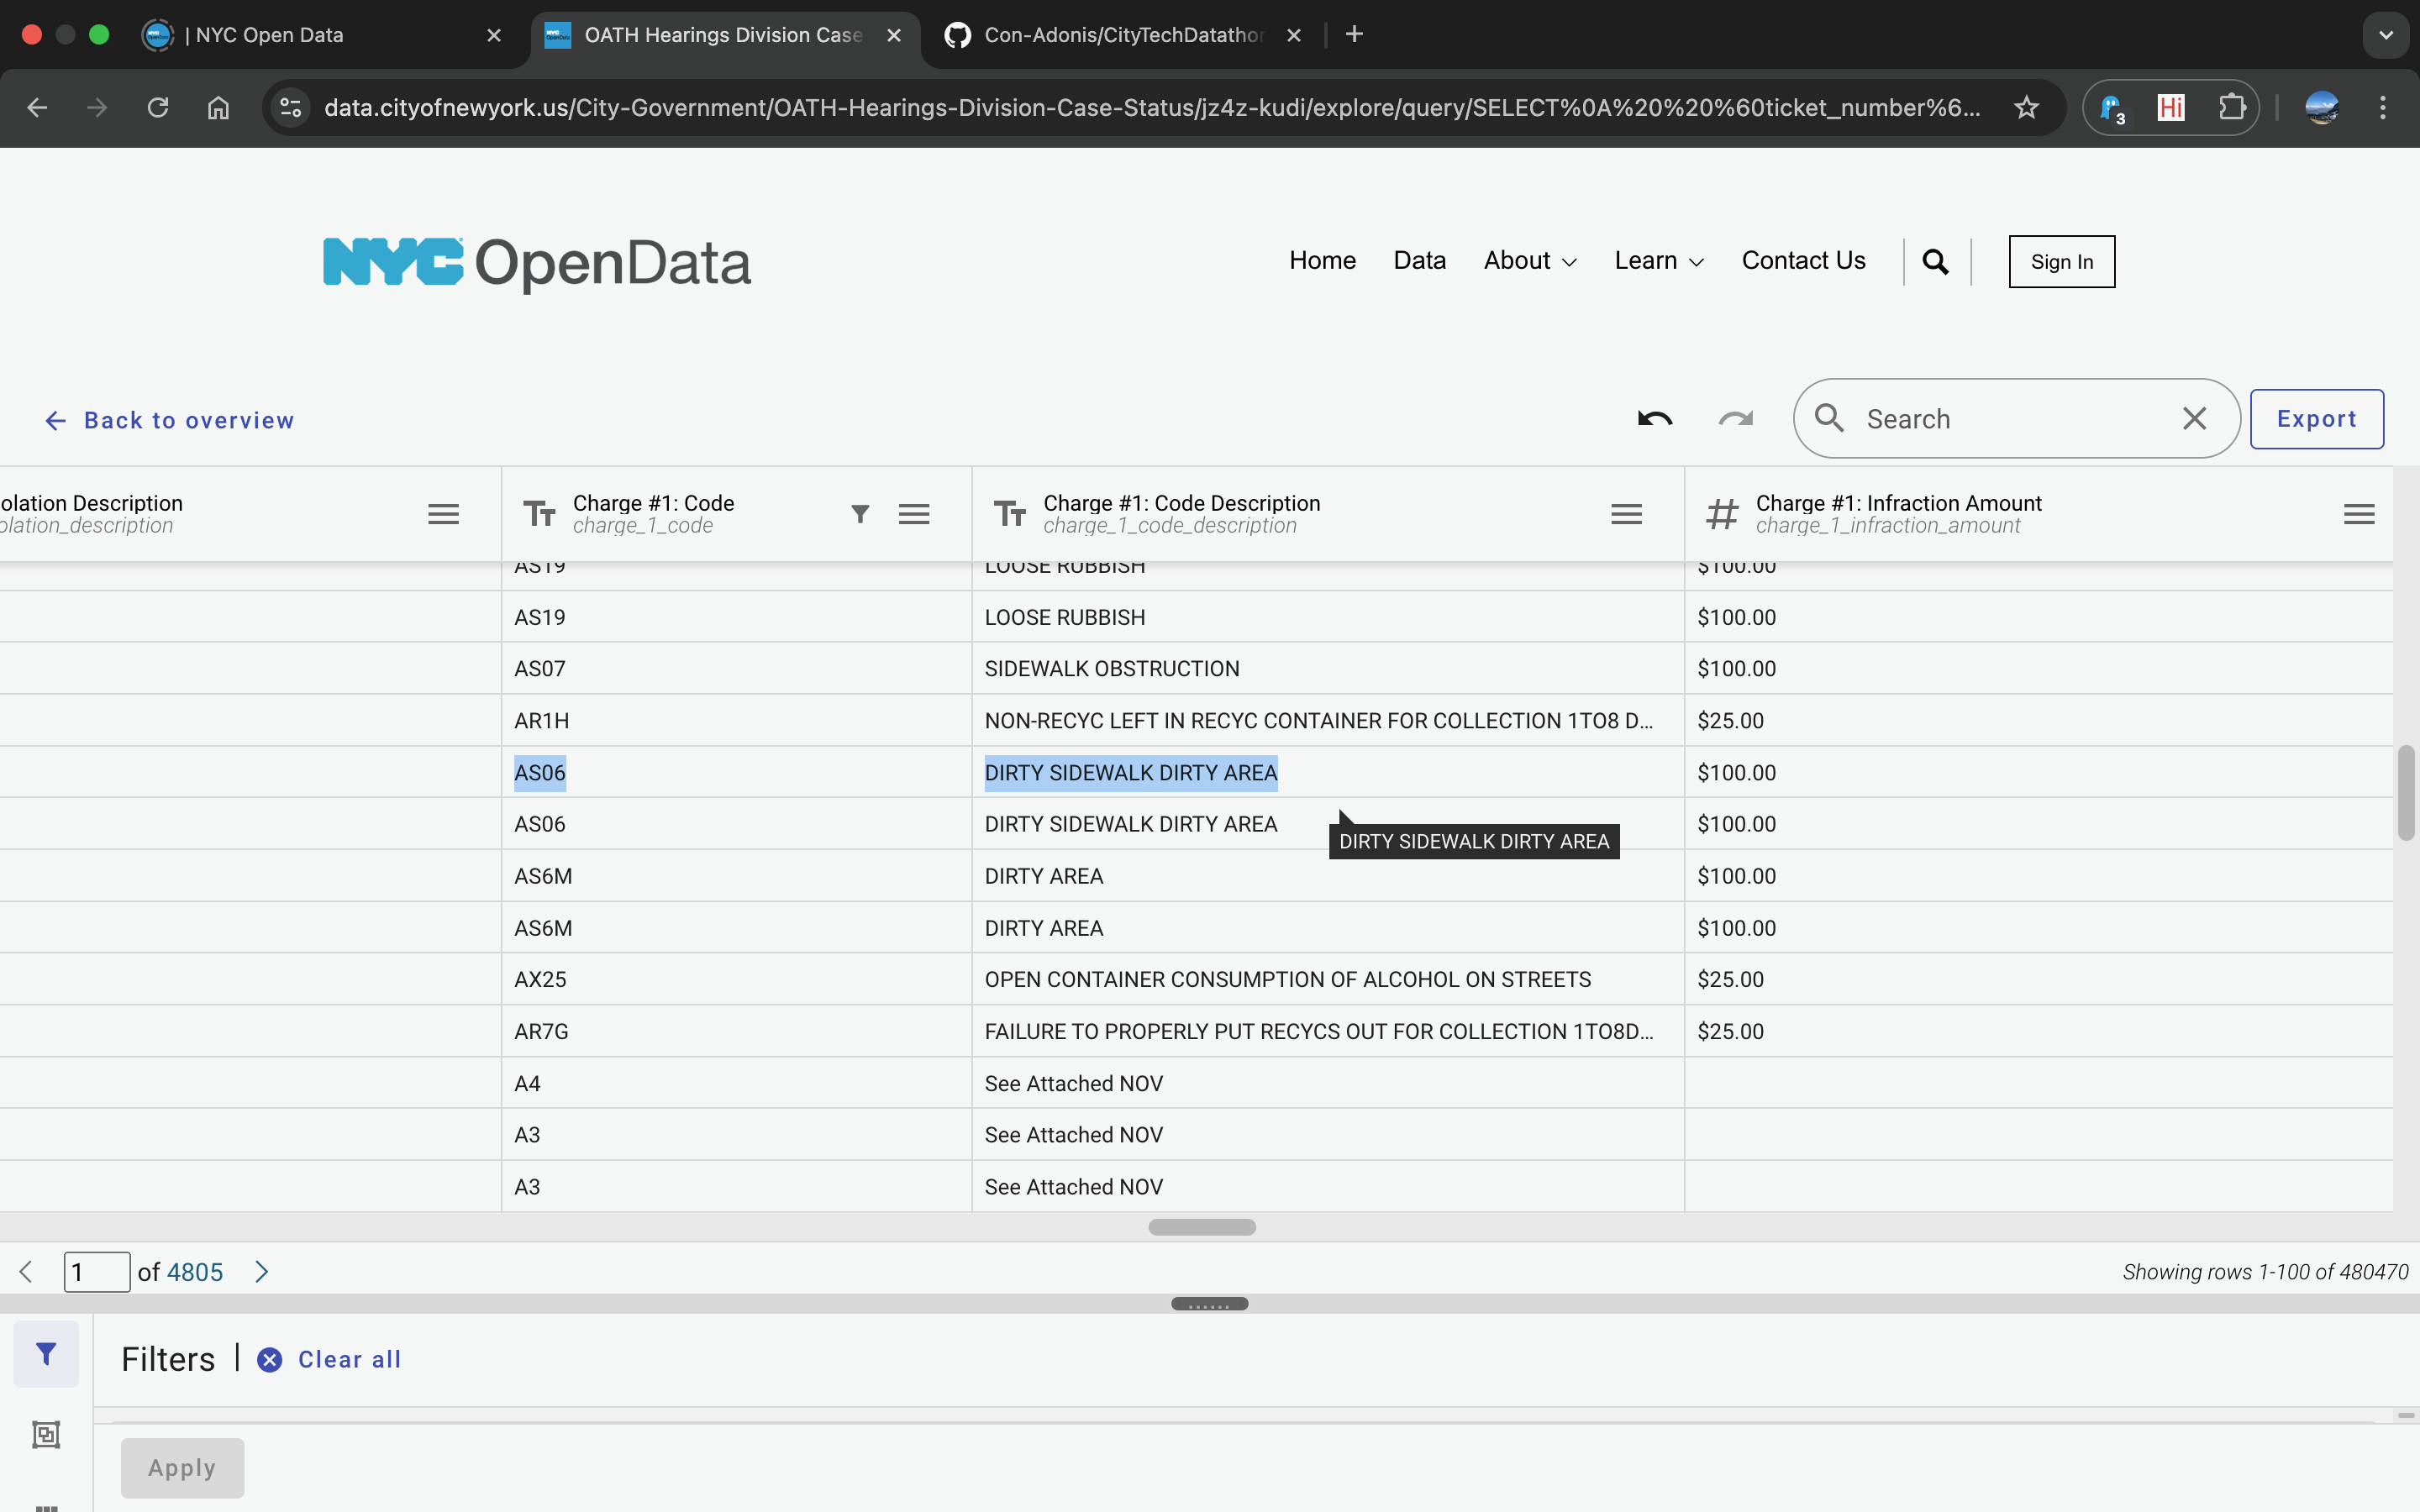 | NYC Open Data
OATH Hearings Division Case
Con-Adonis/CityTechDatathor
data.cityofnewyork.us/City-Government/OATH-Hearings-Division-Case-Status/jz4z-kudi/explore/query/SELECT%0A%20%20%60ticket_number%6...
3
Hi
NYC OpenData
Home Data About Learn Contact Us Sign In
Back to overview
Search
Export
olation Description
olation_description
Charge #1: Code
charge_1_code
Charge #1: Code Description
charge_1_code_description
Charge #1: Infraction Amount
charge_1_infraction_amount
AS19 LOOSE RUBBISH $100.00
AS19 LOOSE RUBBISH $100.00
AS07 SIDEWALK OBSTRUCTION $100.00
AR1H NON-RECYC LEFT IN RECYC CONTAINER FOR COLLECTION 1TO8 D... $25.00
AS06 DIRTY SIDEWALK DIRTY AREA $100.00
AS06 DIRTY SIDEWALK DIRTY AREA $100.00
DIRTY SIDEWALK DIRTY AREA
AS6M DIRTY AREA $100.00
AS6M DIRTY AREA $100.00
AX25 OPEN CONTAINER CONSUMPTION OF ALCOHOL ON STREETS $25.00
AR7G FAILURE TO PROPERLY PUT RECYCS OUT FOR COLLECTION 1TO8D... $25.00
A4 See Attached NOV
A3 See Attached NOV
A3 See Attached NOV
1 of 4805
Showing rows 1-100 of 480470
Filters | Clear all
Apply